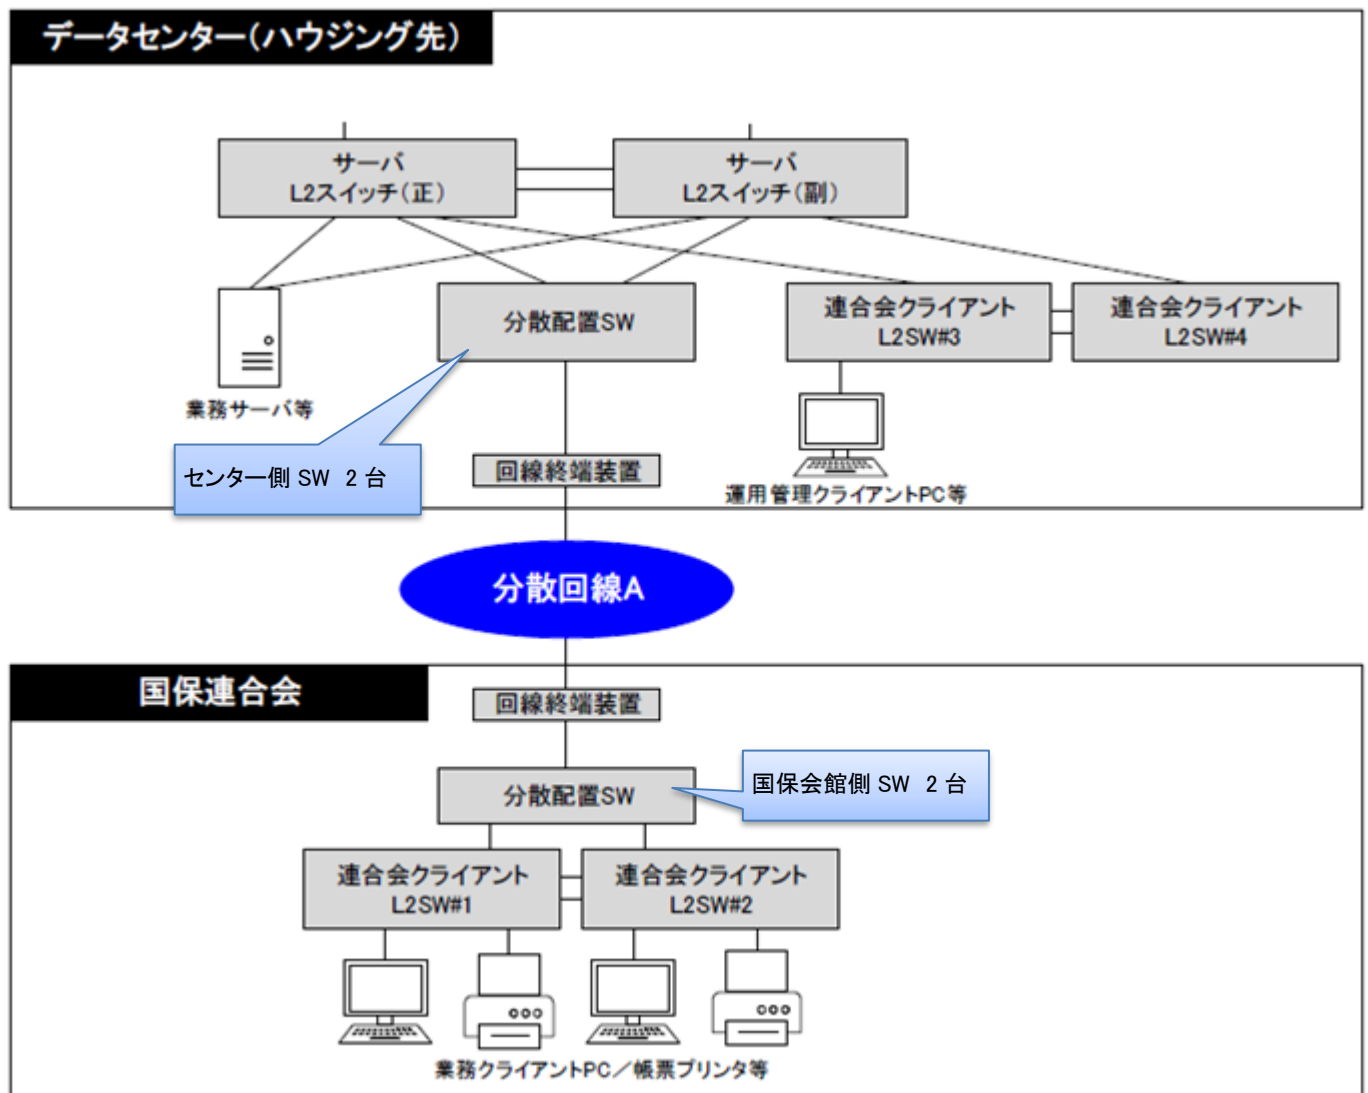 データセンター(ハウジング先)
サーバ
L2スイッチ(正)
サーバ
L2スイッチ(副)
分散配置SW
連合会クライアント
L2SW#3
連合会クライアント
L2SW#4
業務サーバ等
センター側 SW 2 台
回線終端装置
運用管理クライアントPC等
分散回線A
国保連合会
回線終端装置
分散配置SW
国保会館側 SW 2 台
連合会クライアント
L2SW#1
連合会クライアント
L2SW#2
業務クライアントPC／帳票プリンタ等